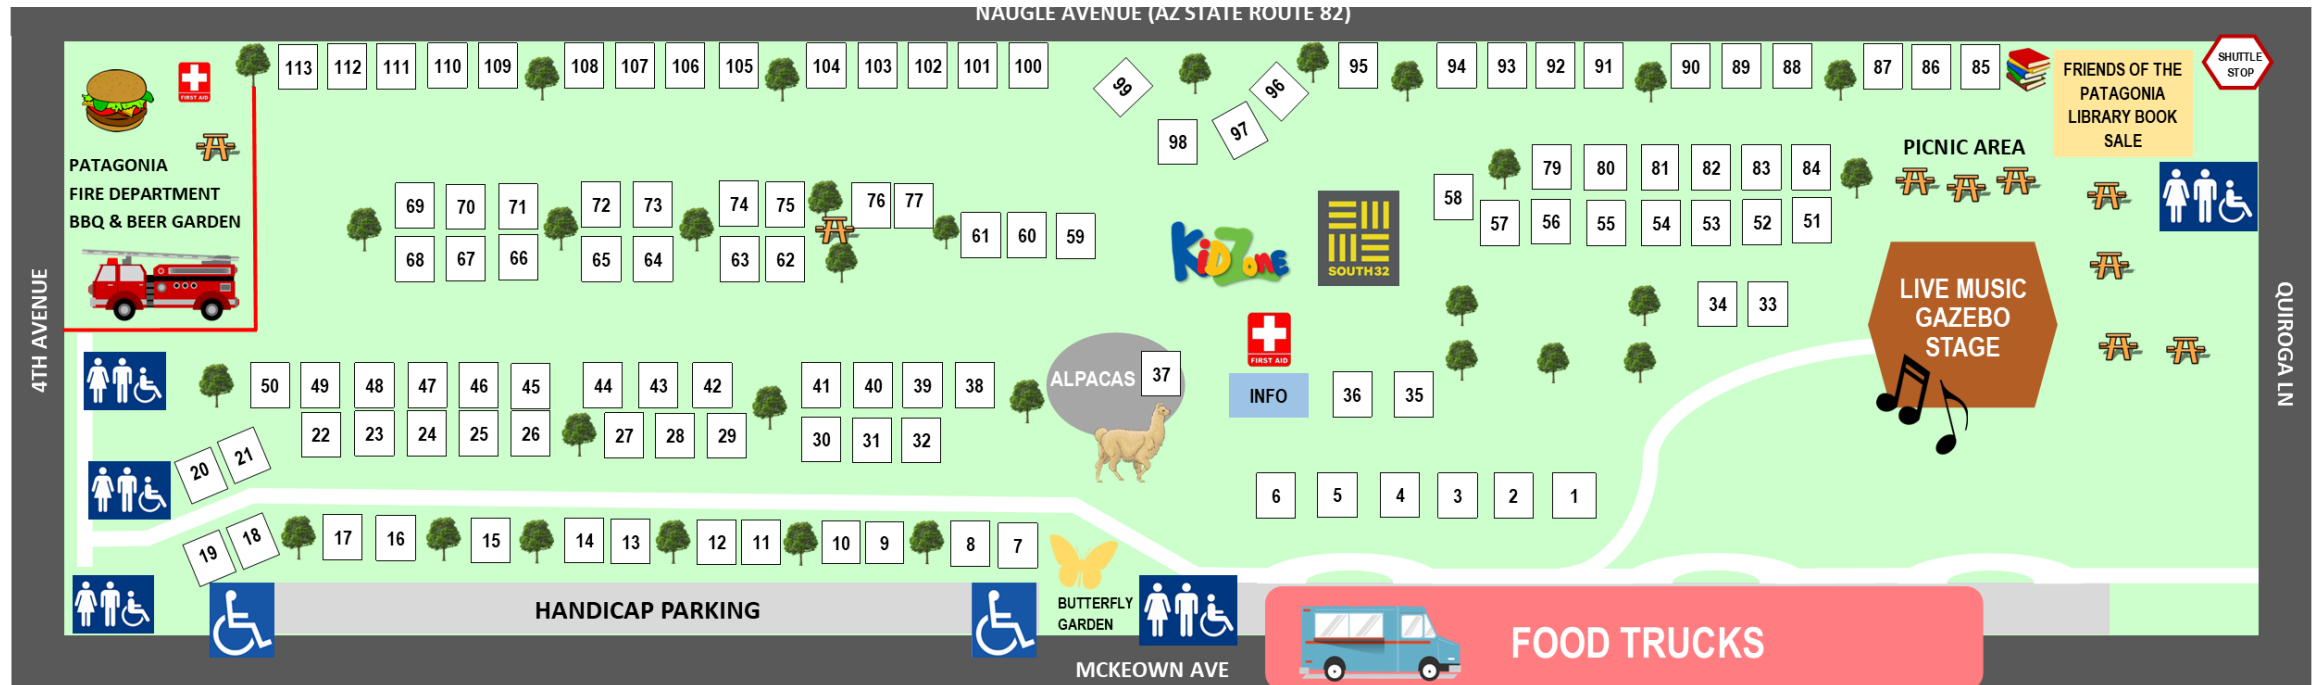 NAUGLE AVENUE (AZ STATE ROUTE 82)
113 112 111 110 109 108 107 106 105 104 103 102 101 100 99 98 97 96 95 94 93 92 91 90 89 88 87 86 85
FIRST AID
FRIENDS OF THE
PATAGONIA
LIBRARY BOOK
SALE
SHUTTLE
STOP
PATAGONIA
FIRE DEPARTMENT
BBQ & BEER GARDEN
PICNIC AREA
58 79 80 81 82 83 84
57 56 55 54 53 52 51
69 70 71 72 73 74 75 76 77
68 67 66 65 64 63 62
61 60 59
KidZone
SOUTH32
34 33
LIVE MUSIC
GAZEBO
STAGE
4TH AVENUE
QUIROGA LN
FIRST AID
INFO
36 35
50 49 48 47 46 45 44 43 42 41 40 39 38
ALPACAS 37
22 23 24 25 26 27 28 29 30 31 32
20 21
6 5 4 3 2 1
19 18 17 16 15 14 13 12 11 10 9 8 7
HANDICAP PARKING
BUTTERFLY
GARDEN
FOOD TRUCKS
MCKEOWN AVE